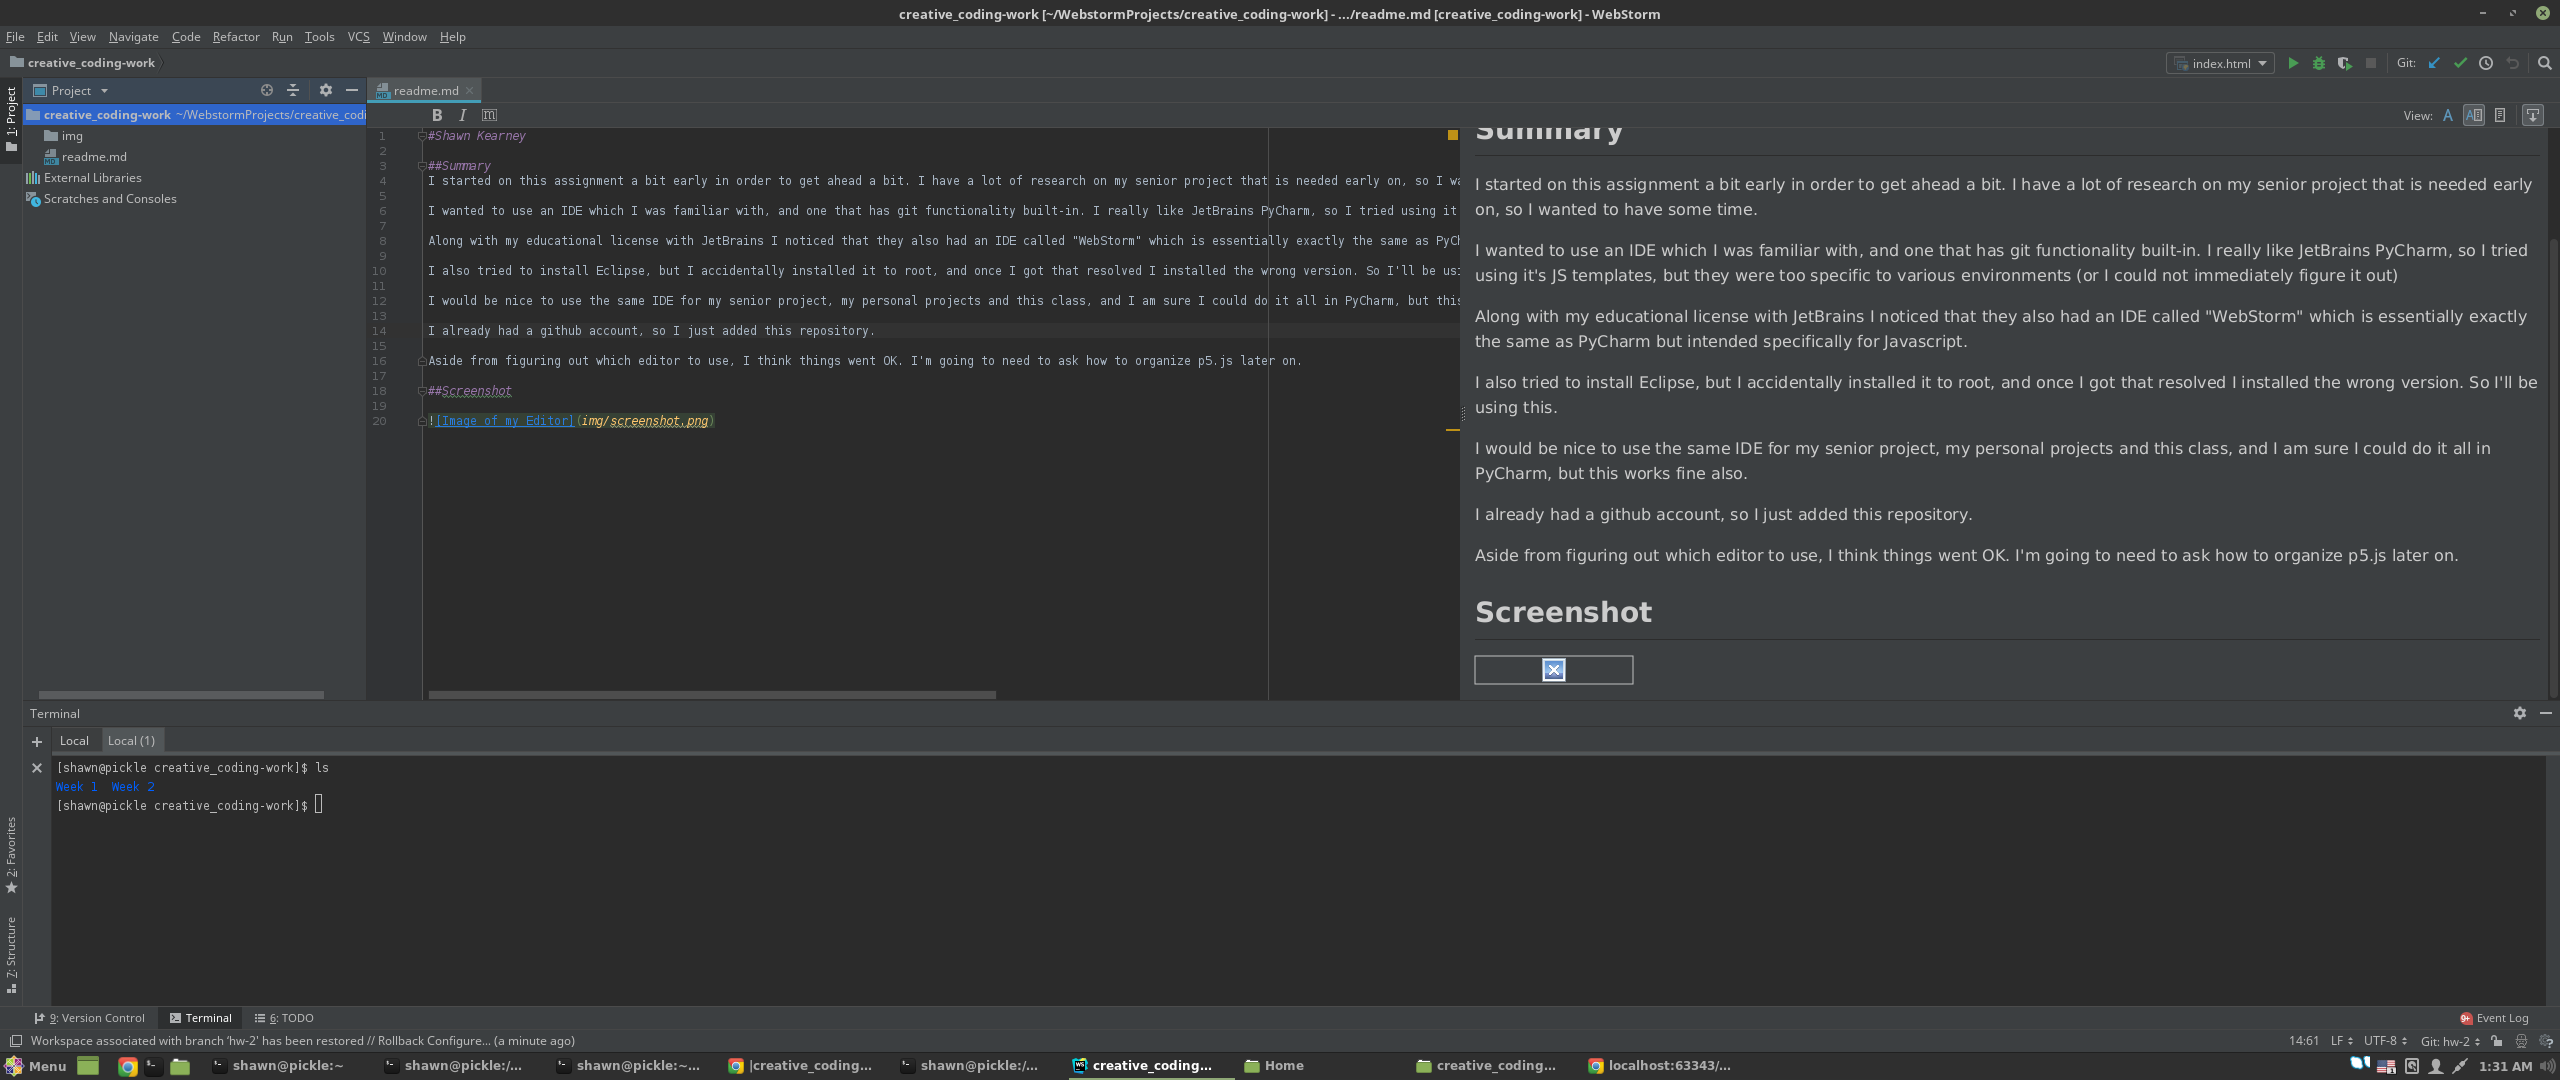 creative_coding-work [~/WebstormProjects/creative_coding-work] - .../readme.md [creative_coding-work] - WebStorm
File Edit View Navigate Code Refactor Run Tools VCS Window Help
creative_coding-work
index.html
Git:
1: Project
Project
creative_coding-work ~/WebstormProjects/creative_codi
img
readme.md
External Libraries
Scratches and Consoles
readme.md
B I m
View: A A
1 #Shawn Kearney
2
3 ##Summary
4 I started on this assignment a bit early in order to get ahead a bit. I have a lot of research on my senior project that is needed early on, so I wa
5
6 I wanted to use an IDE which I was familiar with, and one that has git functionality built-in. I really like JetBrains PyCharm, so I tried using it
7
8 Along with my educational license with JetBrains I noticed that they also had an IDE called "WebStorm" which is essentially exactly the same as PyCh
9
10 I also tried to install Eclipse, but I accidentally installed it to root, and once I got that resolved I installed the wrong version. So I'll be usi
11
12 I would be nice to use the same IDE for my senior project, my personal projects and this class, and I am sure I could do it all in PyCharm, but this
13
14 I already had a github account, so I just added this repository.
15
16 Aside from figuring out which editor to use, I think things went OK. I'm going to need to ask how to organize p5.js later on.
17
18 ##Screenshot
19
20 ![Image of my Editor](img/screenshot.png)
Summary
I started on this assignment a bit early in order to get ahead a bit. I have a lot of research on my senior project that is needed early
on, so I wanted to have some time.
I wanted to use an IDE which I was familiar with, and one that has git functionality built-in. I really like JetBrains PyCharm, so I tried
using it's JS templates, but they were too specific to various environments (or I could not immediately figure it out)
Along with my educational license with JetBrains I noticed that they also had an IDE called "WebStorm" which is essentially exactly
the same as PyCharm but intended specifically for Javascript.
I also tried to install Eclipse, but I accidentally installed it to root, and once I got that resolved I installed the wrong version. So I'll be
using this.
I would be nice to use the same IDE for my senior project, my personal projects and this class, and I am sure I could do it all in
PyCharm, but this works fine also.
I already had a github account, so I just added this repository.
Aside from figuring out which editor to use, I think things went OK. I'm going to need to ask how to organize p5.js later on.
Screenshot
Terminal
Local Local (1)
[shawn@pickle creative_coding-work]$ ls
Week 1 Week 2
[shawn@pickle creative_coding-work]$
2: Favorites
7: Structure
9: Version Control Terminal 6: TODO
9+ Event Log
Workspace associated with branch 'hw-2' has been restored // Rollback Configure... (a minute ago)
14:61 LF UTF-8 Git: hw-2
Menu shawn@pickle:~ shawn@pickle:/... shawn@pickle:~... |creative_coding... shawn@pickle:/... creative_coding... Home creative_coding... localhost:63343/... 1:31 AM